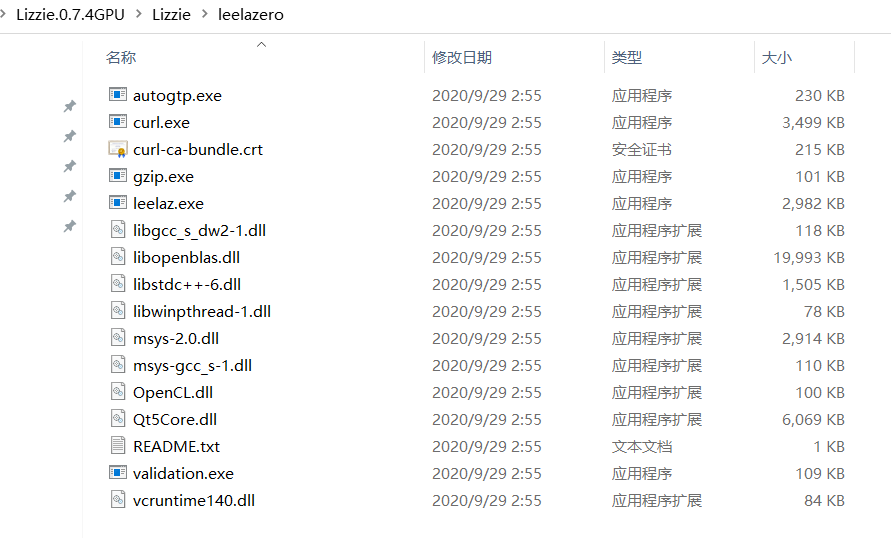 Lizzie.0.7.4GPU > Lizzie > leelazero
名称 修改日期 类型 大小
autogtp.exe 2020/9/29 2:55 应用程序 230 KB
curl.exe 2020/9/29 2:55 应用程序 3,499 KB
curl-ca-bundle.crt 2020/9/29 2:55 安全证书 215 KB
gzip.exe 2020/9/29 2:55 应用程序 101 KB
leelaz.exe 2020/9/29 2:55 应用程序 2,982 KB
libgcc_s_dw2-1.dll 2020/9/29 2:55 应用程序扩展 118 KB
libopenblas.dll 2020/9/29 2:55 应用程序扩展 19,993 KB
libstdc++-6.dll 2020/9/29 2:55 应用程序扩展 1,505 KB
libwinpthread-1.dll 2020/9/29 2:55 应用程序扩展 78 KB
msys-2.0.dll 2020/9/29 2:55 应用程序扩展 2,914 KB
msys-gcc_s-1.dll 2020/9/29 2:55 应用程序扩展 110 KB
OpenCL.dll 2020/9/29 2:55 应用程序扩展 100 KB
Qt5Core.dll 2020/9/29 2:55 应用程序扩展 6,069 KB
README.txt 2020/9/29 2:55 文本文档 1 KB
validation.exe 2020/9/29 2:55 应用程序 109 KB
vcruntime140.dll 2020/9/29 2:55 应用程序扩展 84 KB